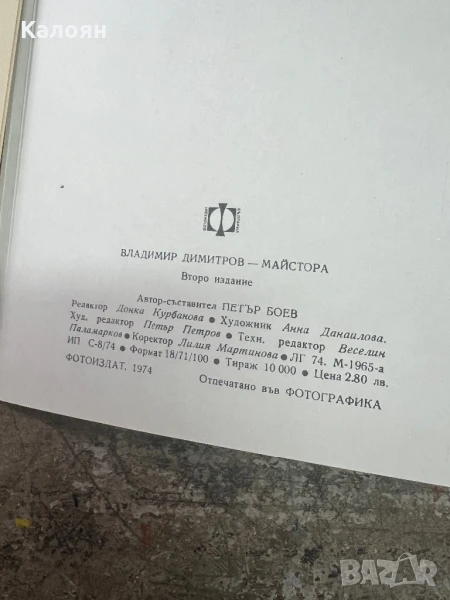 Калоян
ВЛАДИМИР ДИМИТРОВ — МАЙСТОРА
Второ издание
Автор-съставител ПЕТЪР БОЕВ
Редактор Донка Курбанова ● Художник Анна Данаилова.
Худ. редактор Петър Петров ● Техн. редактор Веселин
Паламарков ● Коректор Лилия Мартинова ● ЛГ 74. М-1965-а
ИП С-8/74 ● Формат 18/71/100 ● Тираж 10 000 ● Цена 2.80 лв.
ФОТОИЗДАТ, 1974
Отпечатано във ФОТОГРАФИКА
BAZAR